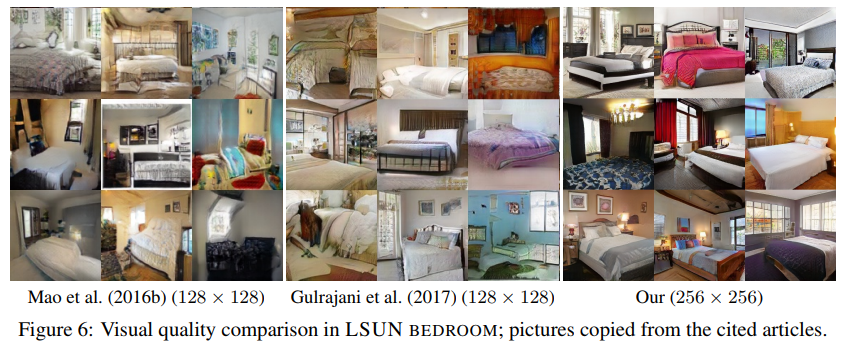 Mao et al. (2016b) (128 × 128) Gulrajani et al. (2017) (128 × 128) Our (256 × 256)
Figure 6: Visual quality comparison in LSUN BEDROOM; pictures copied from the cited articles.